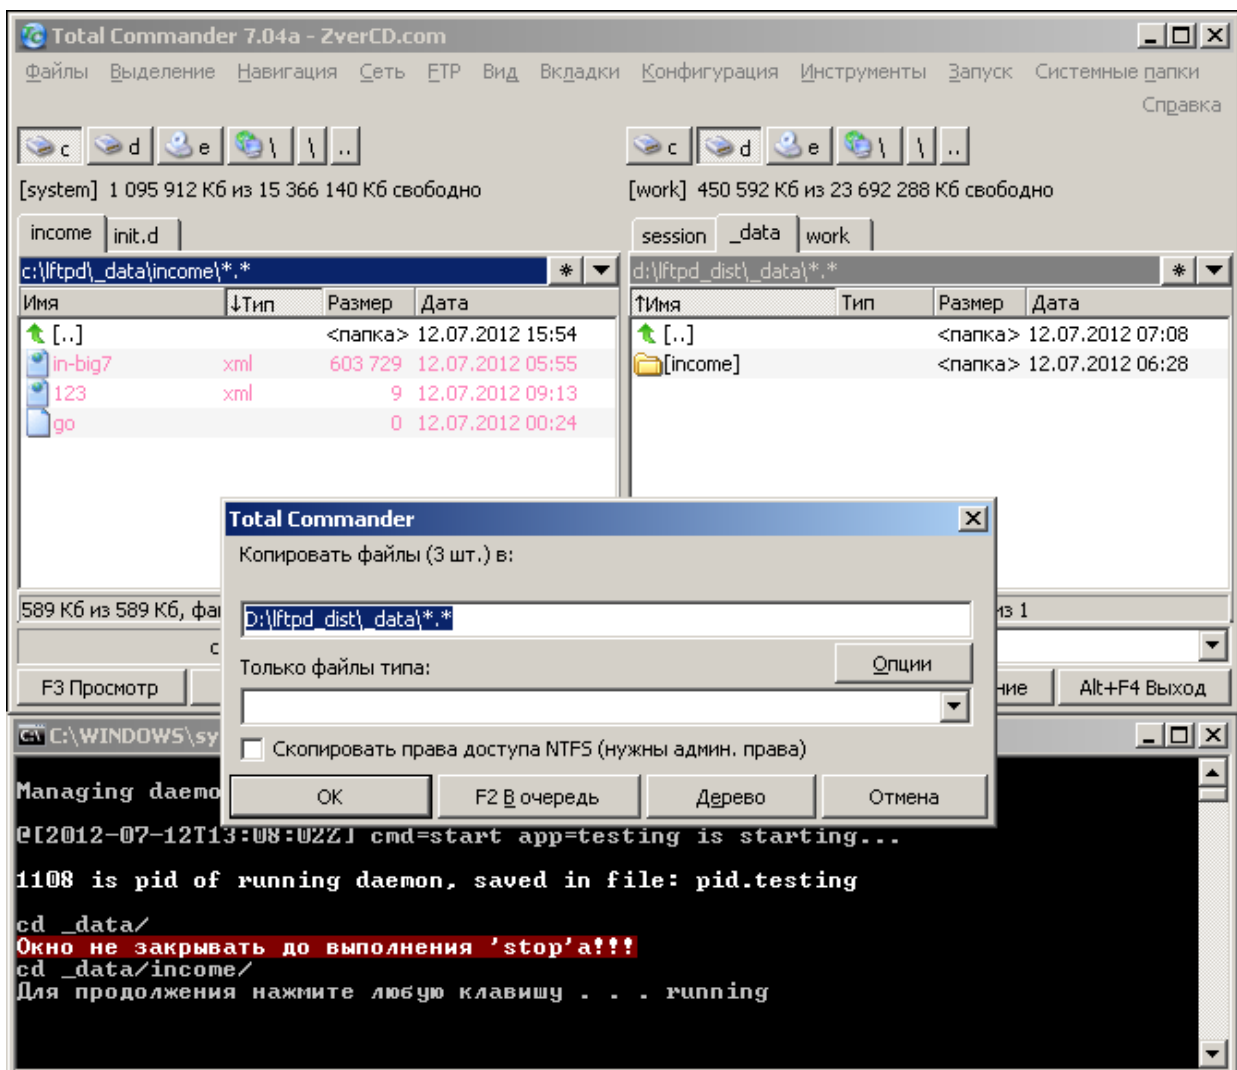 Total Commander 7.04a - ZverCD.com
Файлы Выделение Навигация Сеть FTP Вид Вкладки Конфигурация Инструменты Запуск Системные папки
Справка
c d e \ \ ..
c d e \ \ ..
[system] 1 095 912 Кб из 15 366 140 Кб свободно
[work] 450 592 Кб из 23 692 288 Кб свободно
income init.d
session _data work
c:\lftpd\_data\income\*.* * ▼
d:\lftpd_dist\_data\*.* * ▼
Имя ↓Тип Размер Дата
↑Имя Тип Размер Дата
[..] <папка> 12.07.2012 15:54
[..] <папка> 12.07.2012 07:08
in-big7 xml 603 729 12.07.2012 05:55
[income] <папка> 12.07.2012 06:28
123 xml 9 12.07.2012 09:13
go 0 12.07.2012 00:24
Total Commander
Копировать файлы (3 шт.) в:
D:\lftpd_dist\_data\*.*
Только файлы типа:
Опции
Скопировать права доступа NTFS (нужны админ. права)
OK F2 В очередь Дерево Отмена
589 Кб из 589 Кб,
из 1
F3 Просмотр
Alt+F4 Выход
C:\WINDOWS\sy
Managing daemo
@[2012-07-12T13:08:02Z] cmd=start app=testing is starting...
1108 is pid of running daemon, saved in file: pid.testing
cd _data/
Окно не закрывать до выполнения 'stop'а!!!
cd _data/income/
Для продолжения нажмите любую клавишу . . . running